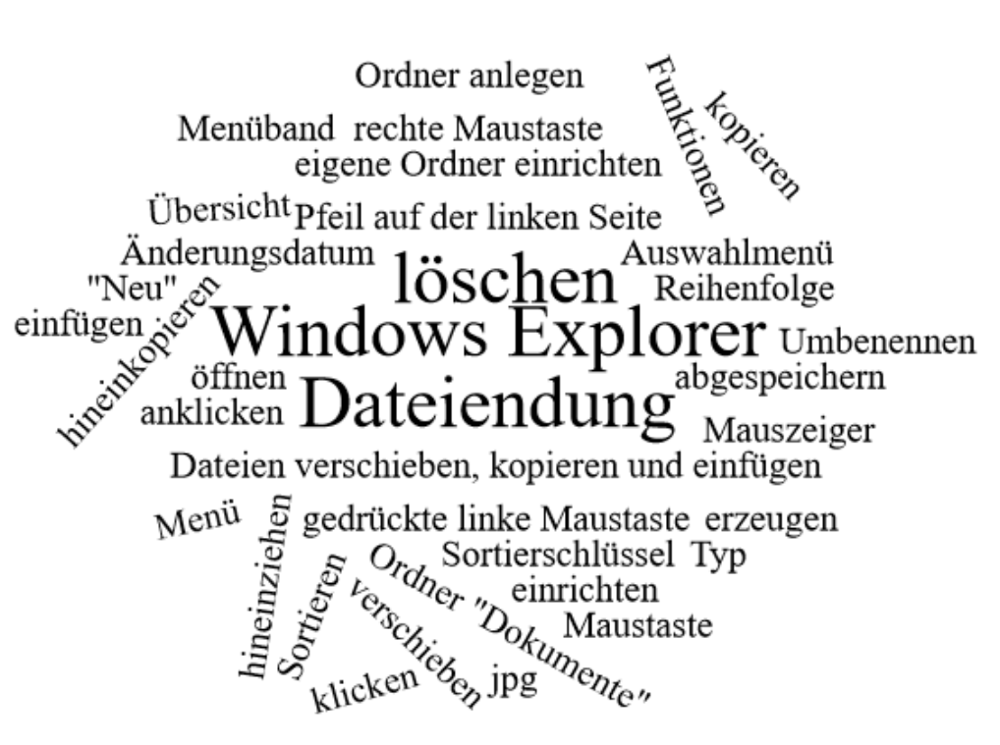 Ordner anlegen
Funktionen
kopieren
Menüband
rechte Maustaste
eigene Ordner einrichten
Übersicht
Pfeil auf der linken Seite
Änderungsdatum
löschen
Auswahlmenü
"Neu"
Reihenfolge
hineinkopieren
einfügen
Windows Explorer
Umbenennen
öffnen
abgespeichern
anklicken
Dateiendung
Mauszeiger
Dateien verschieben, kopieren und einfügen
Menü
hineinziehen
gedrückte linke Maustaste
erzeugen
Sortieren
Ordner "Dokumente"
Sortierschlüssel
Typ
verschieben
einrichten
Maustaste
klicken
jpg